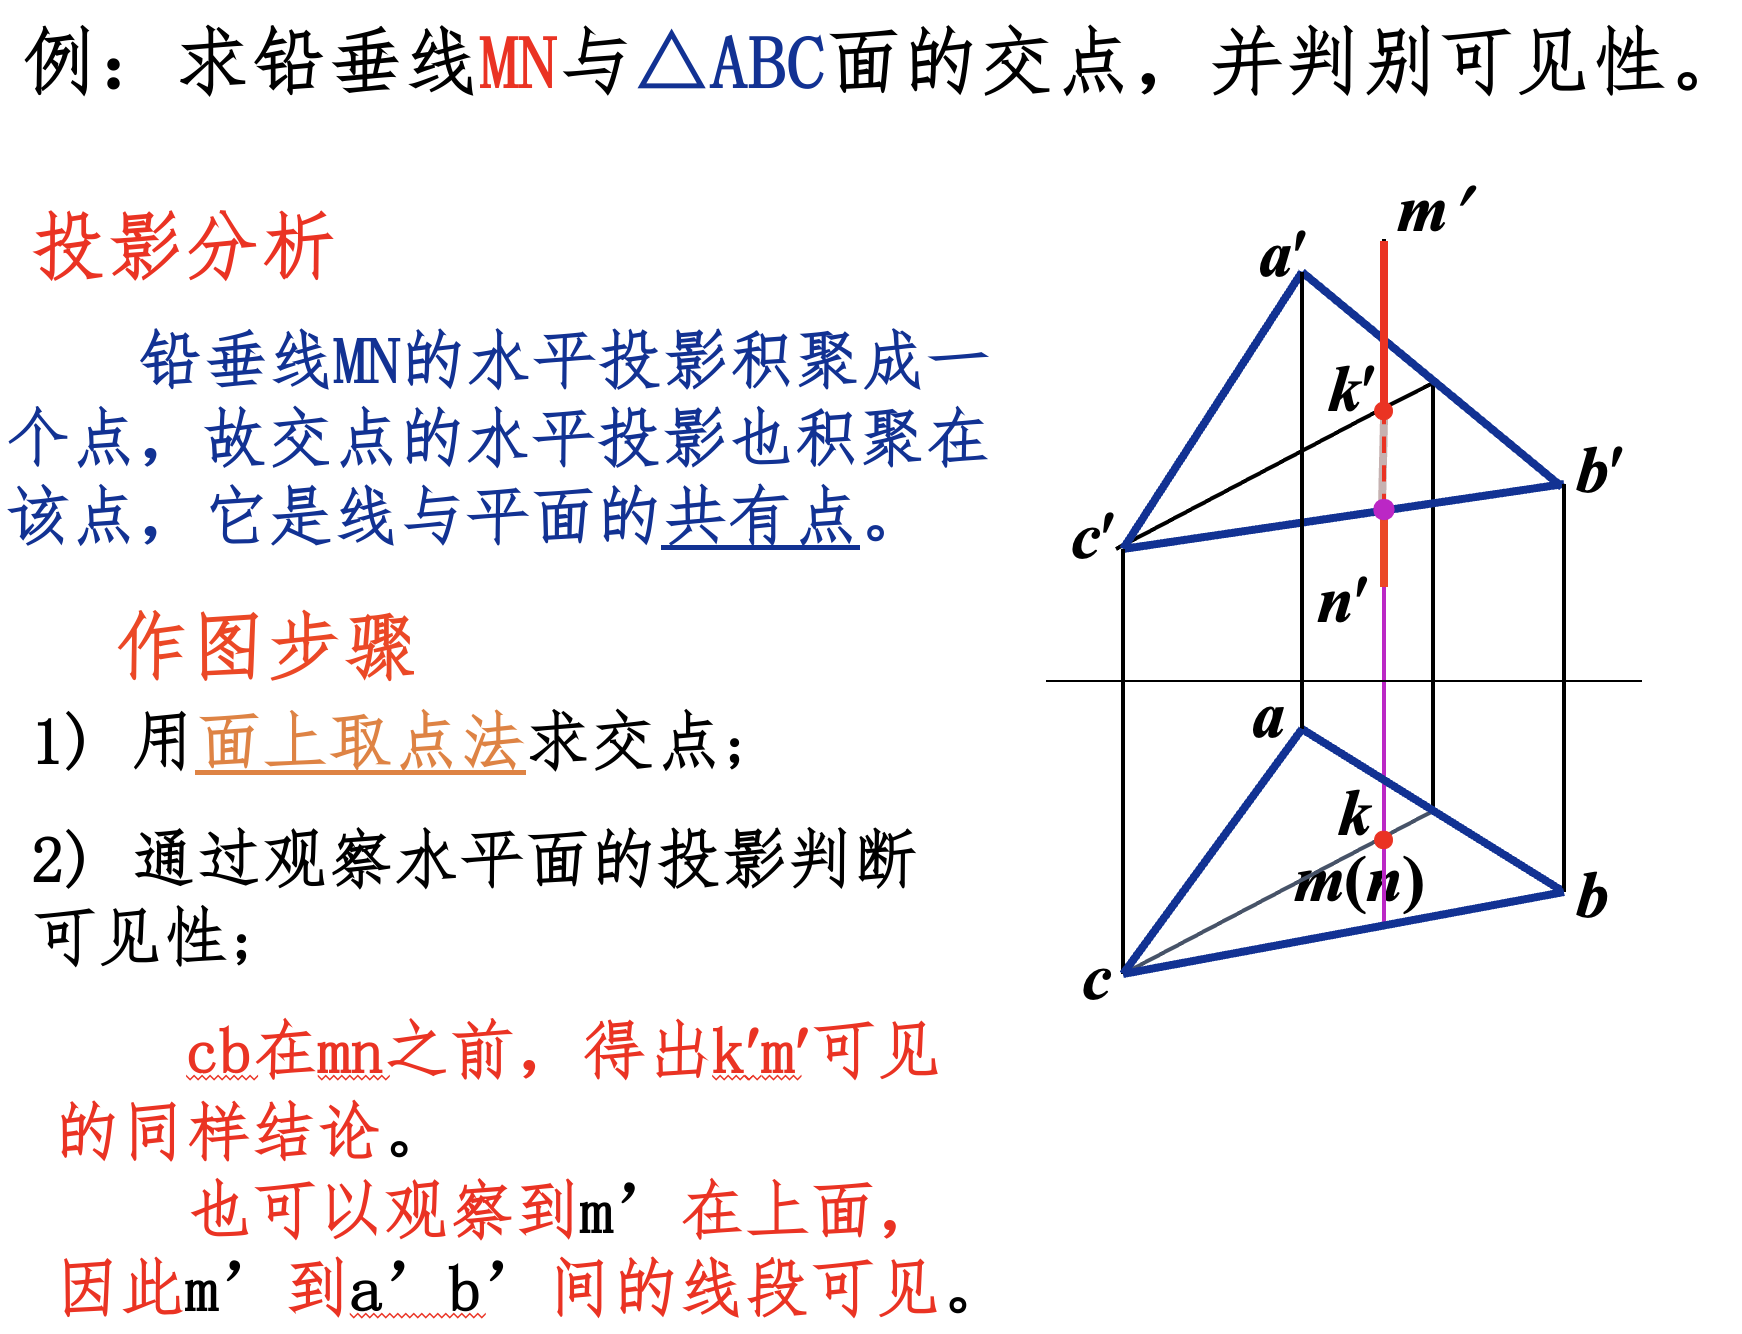 例：求铅垂线MN与△ABC面的交点，并判别可见性。
投影分析
铅垂线MN的水平投影积聚成一
个点，故交点的水平投影也积聚在
该点，它是线与平面的共有点。
作图步骤
1) 用面上取点法求交点；
2) 通过观察水平面的投影判断
可见性；
cb在mn之前，得出k′m′可见
的同样结论。
也可以观察到m’在上面，
因此m’到a’b’间的线段可见。
m′
a′
k′
b′
c′
n′
a
k
m(n)
b
c